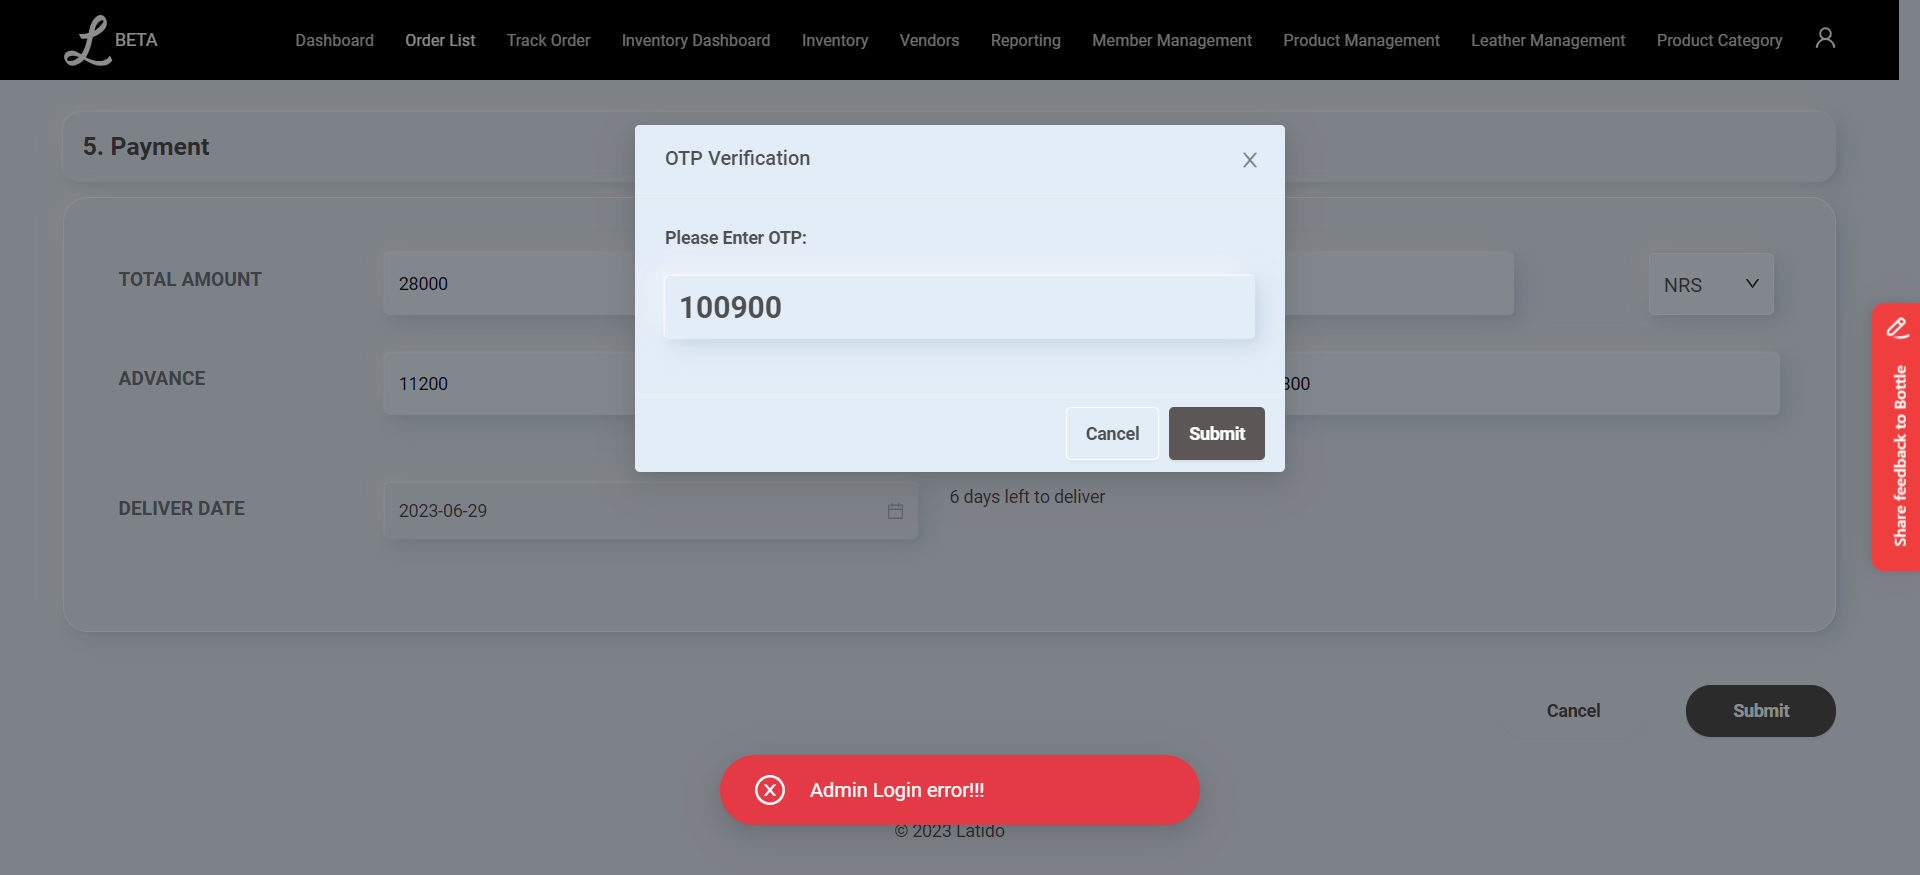 L BETA
Dashboard Order List Track Order Inventory Dashboard Inventory Vendors Reporting Member Management Product Management Leather Management Product Category
5. Payment
OTP Verification
Please Enter OTP:
100900
Cancel Submit
TOTAL AMOUNT 28000 NRS
ADVANCE 11200 300
DELIVER DATE 2023-06-29 6 days left to deliver
Share feedback to Bottle
Cancel Submit
Admin Login error!!!
© 2023 Latido